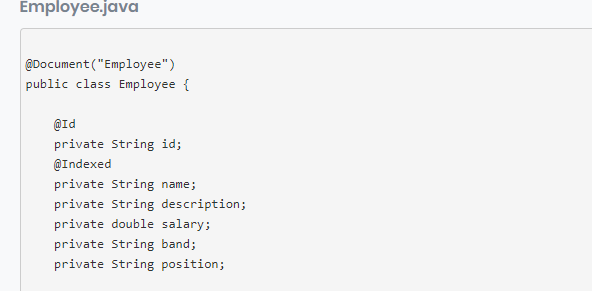 Employee.java
@Document("Employee")
public class Employee {
@Id
private String id;
@Indexed
private String name;
private String description;
private double salary;
private String band;
private String position;